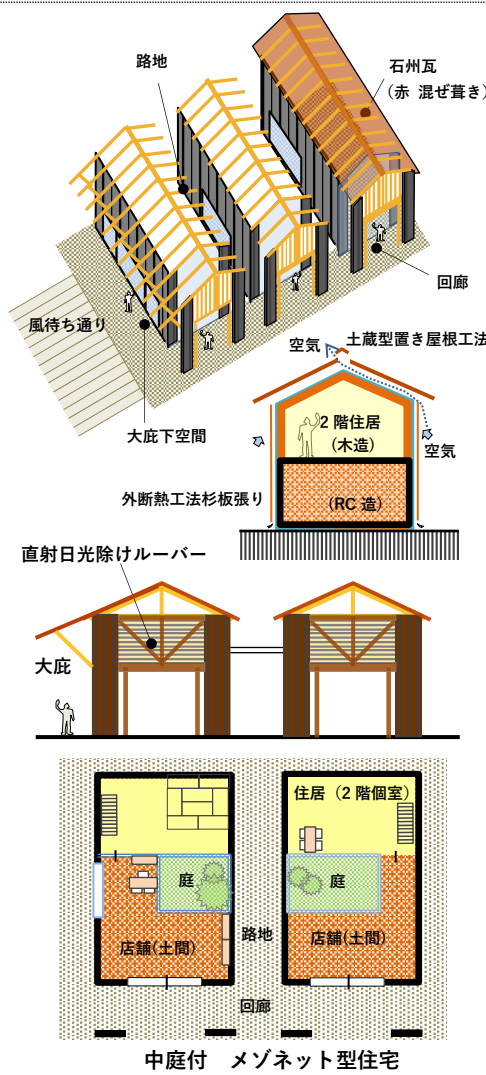 路地
石州瓦
(赤 混ぜ葺き)
回廊
風待ち通り
大庇下空間
空気
土蔵型置き屋根工法
2階住居
(木造)
空気
外断熱工法杉板張り
(RC 造)
直射日光除けルーバー
大庇
住居（2 階個室）
庭
庭
店舗(土間)
路地
店舗(土間)
回廊
中庭付　メゾネット型住宅